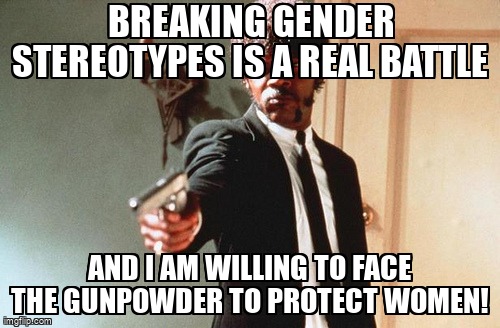 BREAKING GENDER
STEREOTYPES IS A REAL BATTLE
AND I AM WILLING TO FACE
THE GUNPOWDER TO PROTECT WOMEN!
imgflip.com